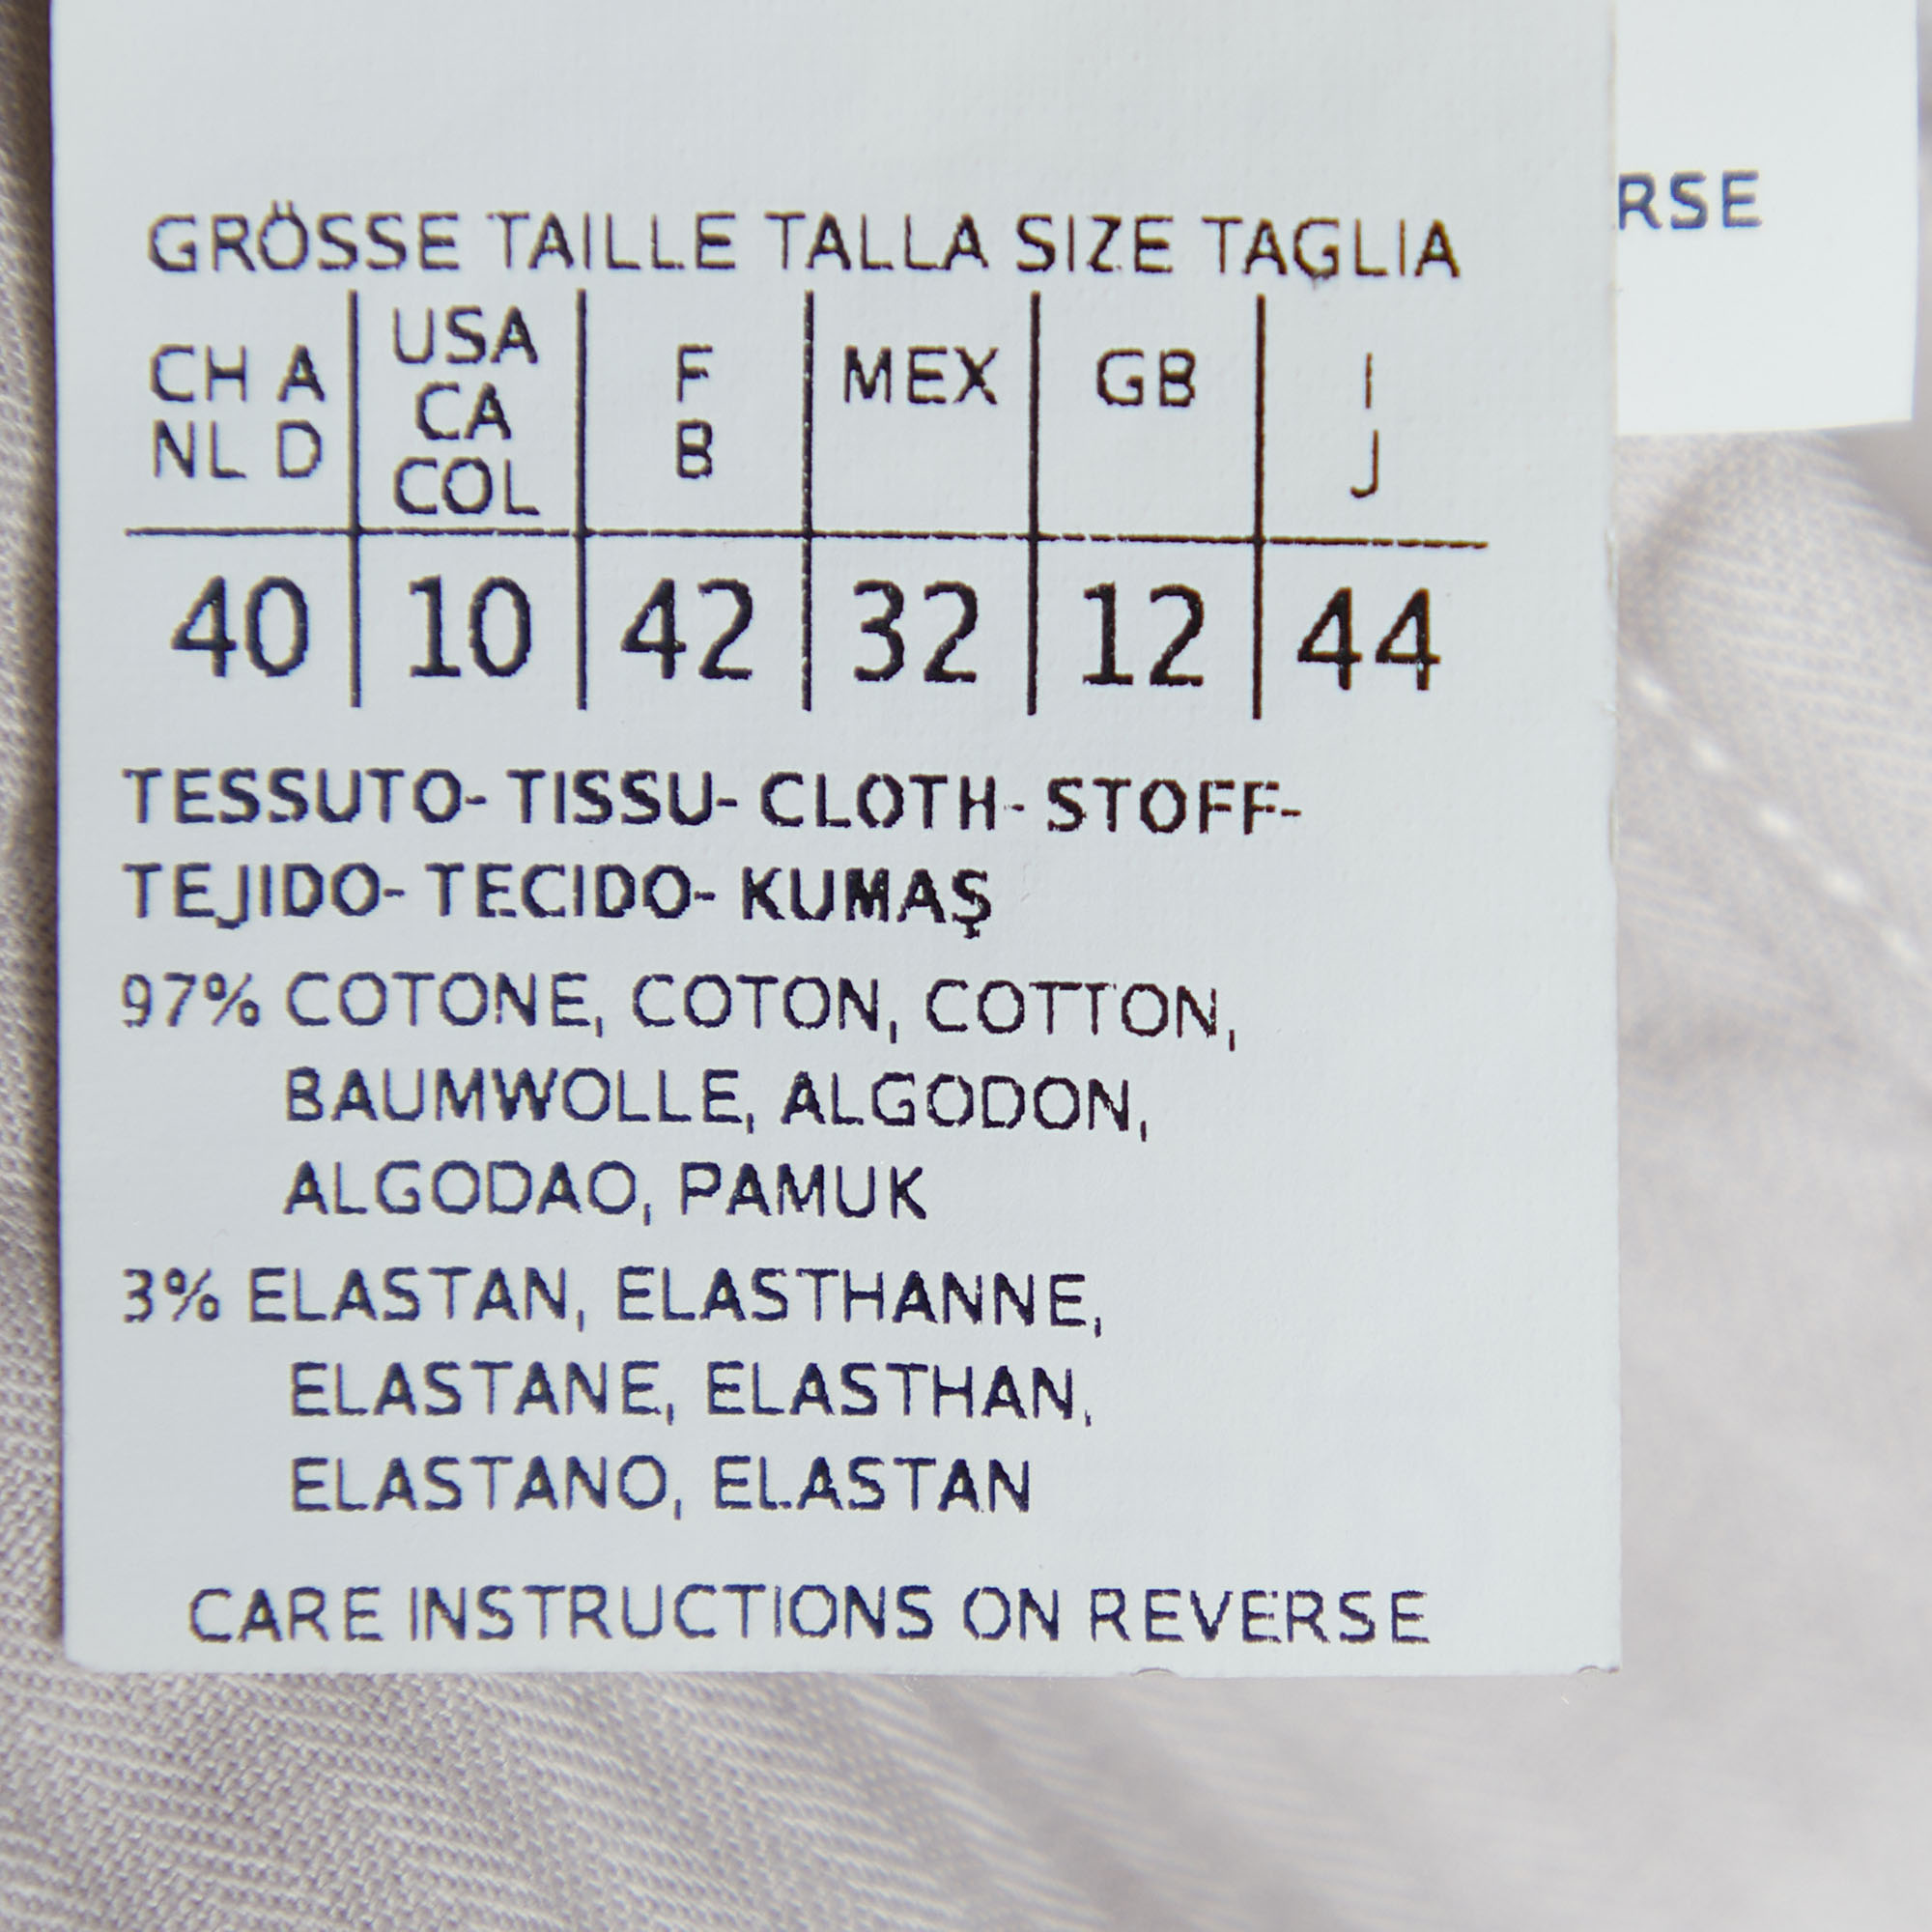 GRÖSSE TAILLE TALLA SIZE TAGLIA
CH A NL D | USA CA COL | F B | MEX | GB | I J
40 | 10 | 42 | 32 | 12 | 44
TESSUTO- TISSU- CLOTH- STOFF-
TEJIDO- TECIDO- KUMAŞ
97% COTONE, COTON, COTTON,
BAUMWOLLE, ALGODON,
ALGODAO, PAMUK
3% ELASTAN, ELASTHANNE,
ELASTANE, ELASTHAN,
ELASTANO, ELASTAN
CARE INSTRUCTIONS ON REVERSE
RSE